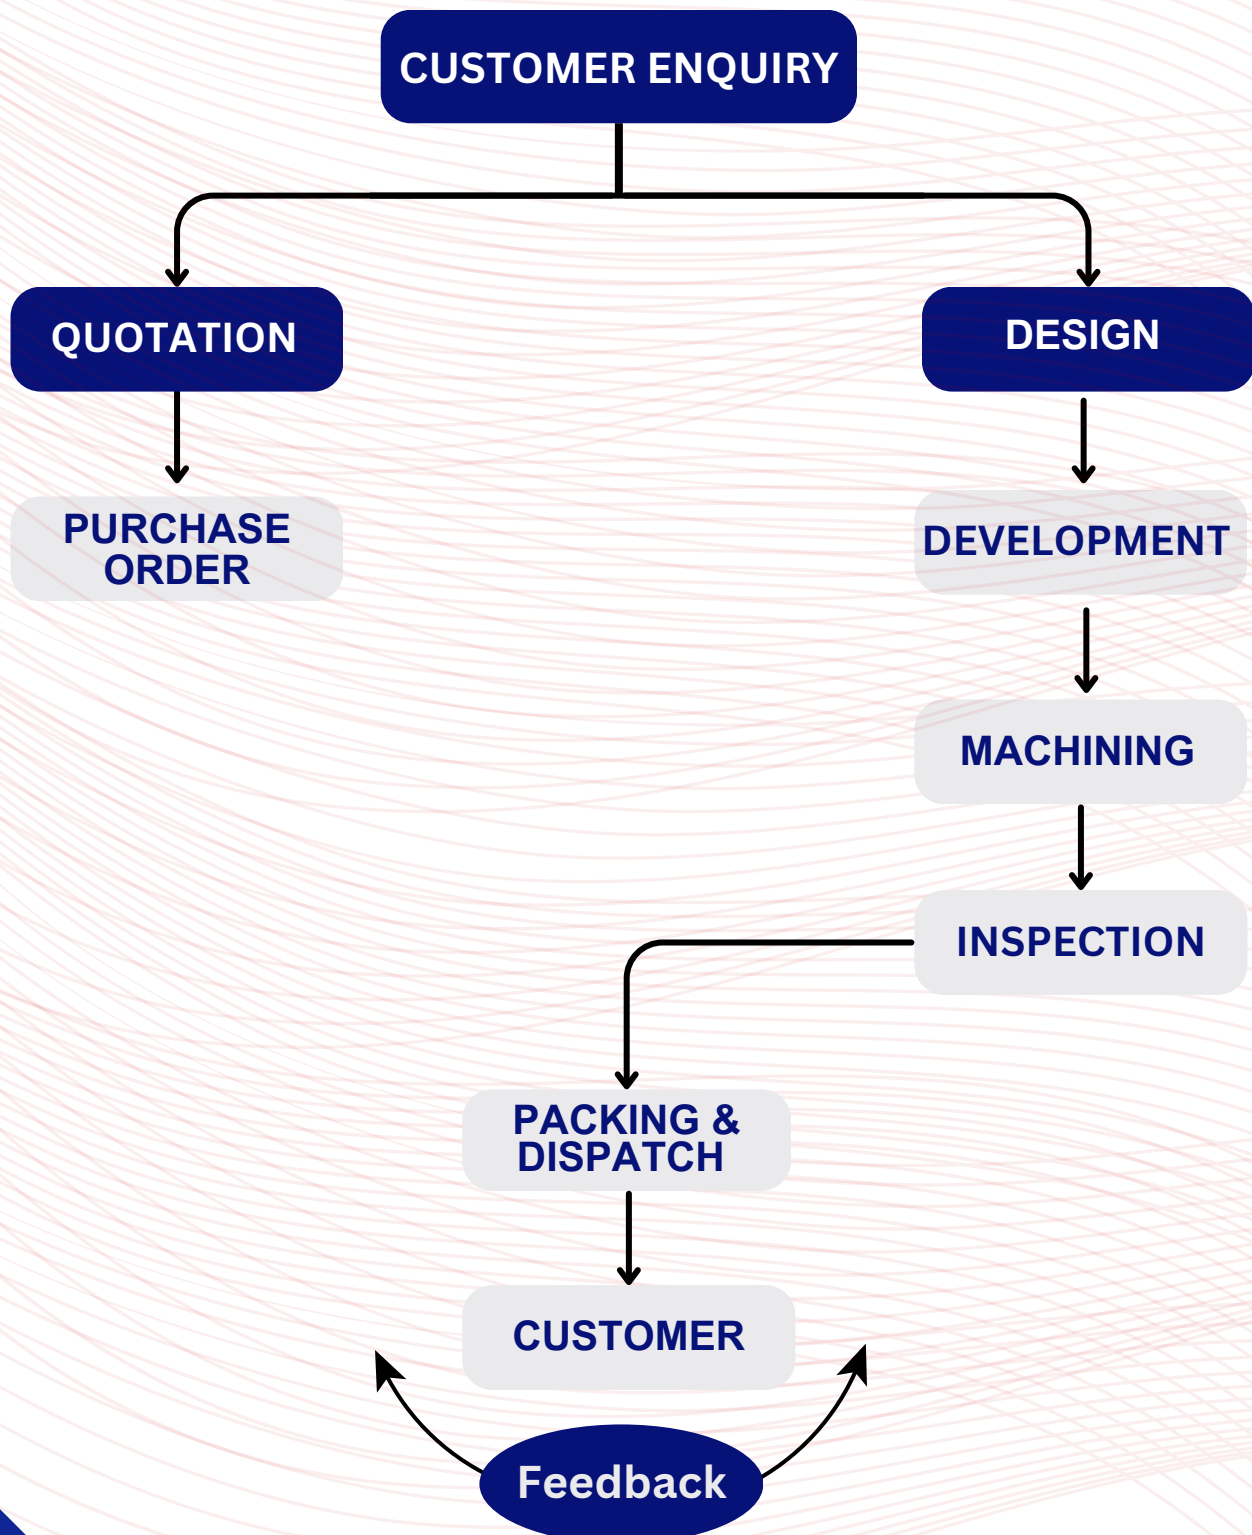 CUSTOMER ENQUIRY
QUOTATION
DESIGN
PURCHASE
ORDER
DEVELOPMENT
MACHINING
INSPECTION
PACKING &
DISPATCH
CUSTOMER
Feedback